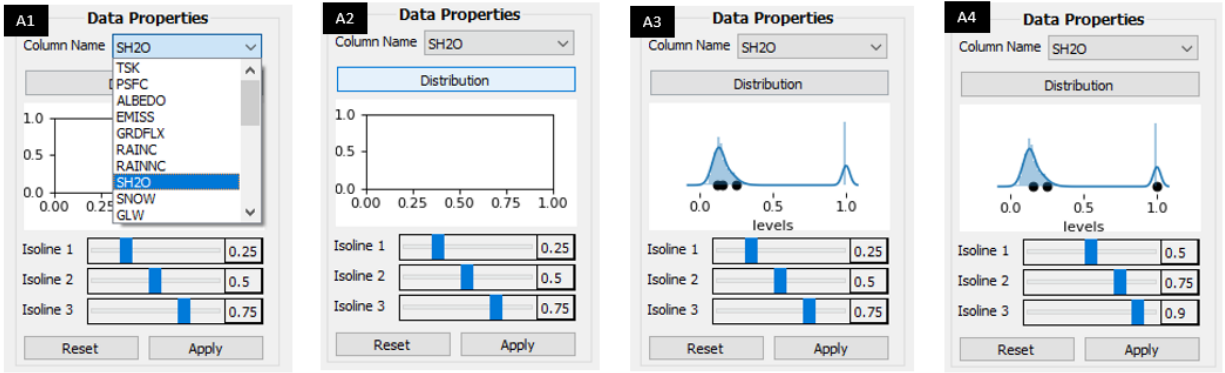 A1
Data Properties
Column Name SH2O
TSK
PSFC
ALBEDO
EMISS
GRDFLX
RAINC
RAINNC
SH2O
SNOW
GLW
D
1.0
0.5
0.0
0.00 0.25
Isoline 1 0.25
Isoline 2 0.5
Isoline 3 0.75
Reset Apply
A2
Data Properties
Column Name SH2O
Distribution
1.0
0.5
0.0
0.00 0.25 0.50 0.75 1.00
Isoline 1 0.25
Isoline 2 0.5
Isoline 3 0.75
Reset Apply
A3
Data Properties
Column Name SH2O
Distribution
0.0 0.5 1.0
levels
Isoline 1 0.25
Isoline 2 0.5
Isoline 3 0.75
Reset Apply
A4
Data Properties
Column Name SH2O
Distribution
0.0 0.5 1.0
levels
Isoline 1 0.5
Isoline 2 0.75
Isoline 3 0.9
Reset Apply